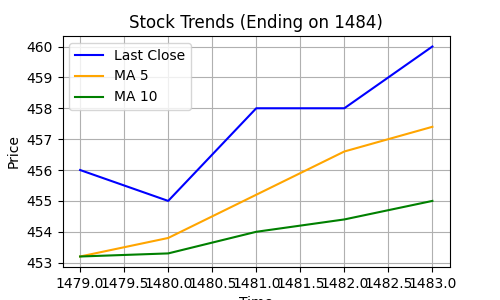 Stock Trends (Ending on 1484)
Last Close
MA 5
MA 10
Price
460
459
458
457
456
455
454
453
1479.0 1479.5 1480.0 1480.5 1481.0 1481.5 1482.0 1482.5 1483.0
Time